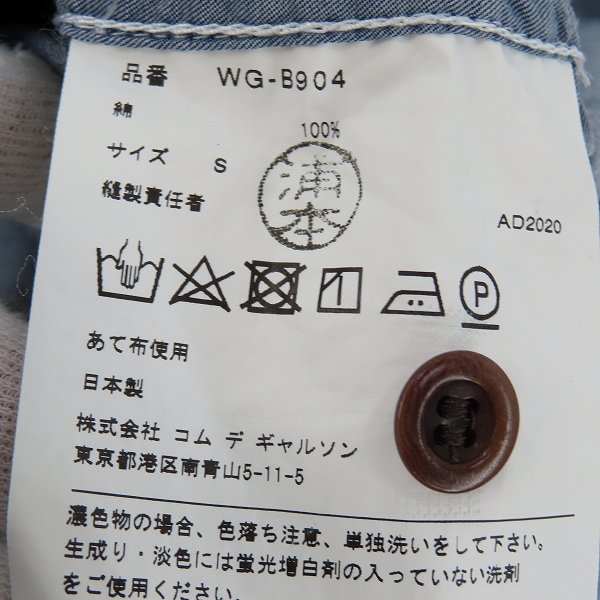 品番 WG-B904
綿
100%
サイズ S
縫製責任者
浦本
AD2020
P
あて布使用
日本製
株式会社 コム デ ギャルソン
東京都港区南青山5-11-5
濃色物の場合、色落ち注意、単独洗いをして下さい。
生成り・淡色には蛍光増白剤の入っていない洗剤
をご使用ください。